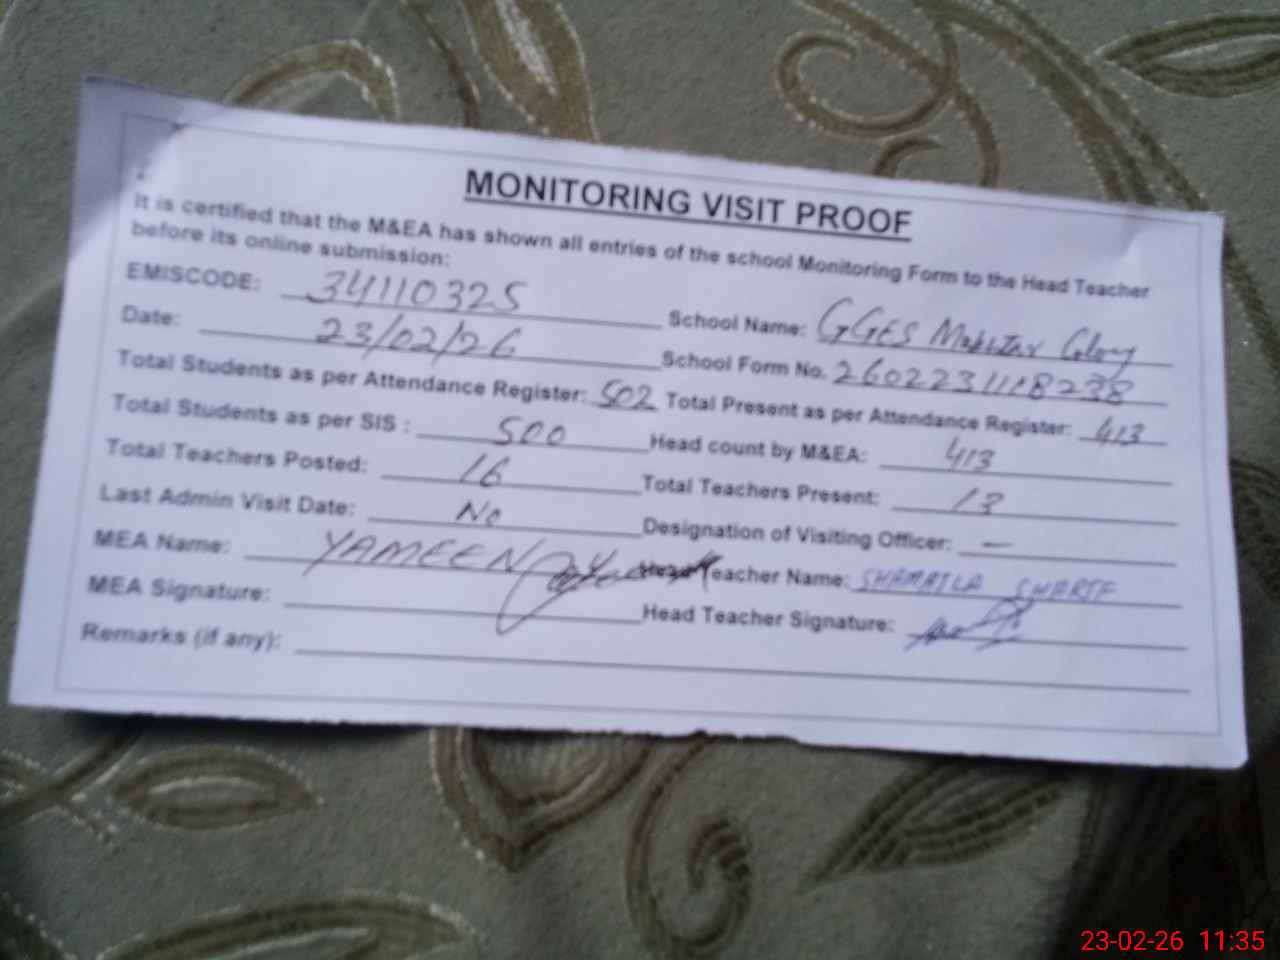 MONITORING VISIT PROOF
It is certified that the M&EA has shown all entries of the school Monitoring Form to the Head Teacher
before its online submission:
EMISCODE: 34110325 School Name: GGES
Date: 23/02/26 School Form No. 2602231118238
Total Students as per Attendance Register: 502 Total Present as per Attendance Register: 413
Total Students as per SIS : 500 Head count by M&EA: 413
Total Teachers Posted: 16 Total Teachers Present: 13
Last Admin Visit Date: No Designation of Visiting Officer: —
MEA Name: YAMEEN Head Teacher Name: SHAMAILA SHARIF
MEA Signature: Head Teacher Signature:
Remarks (if any):
23-02-26 11:35